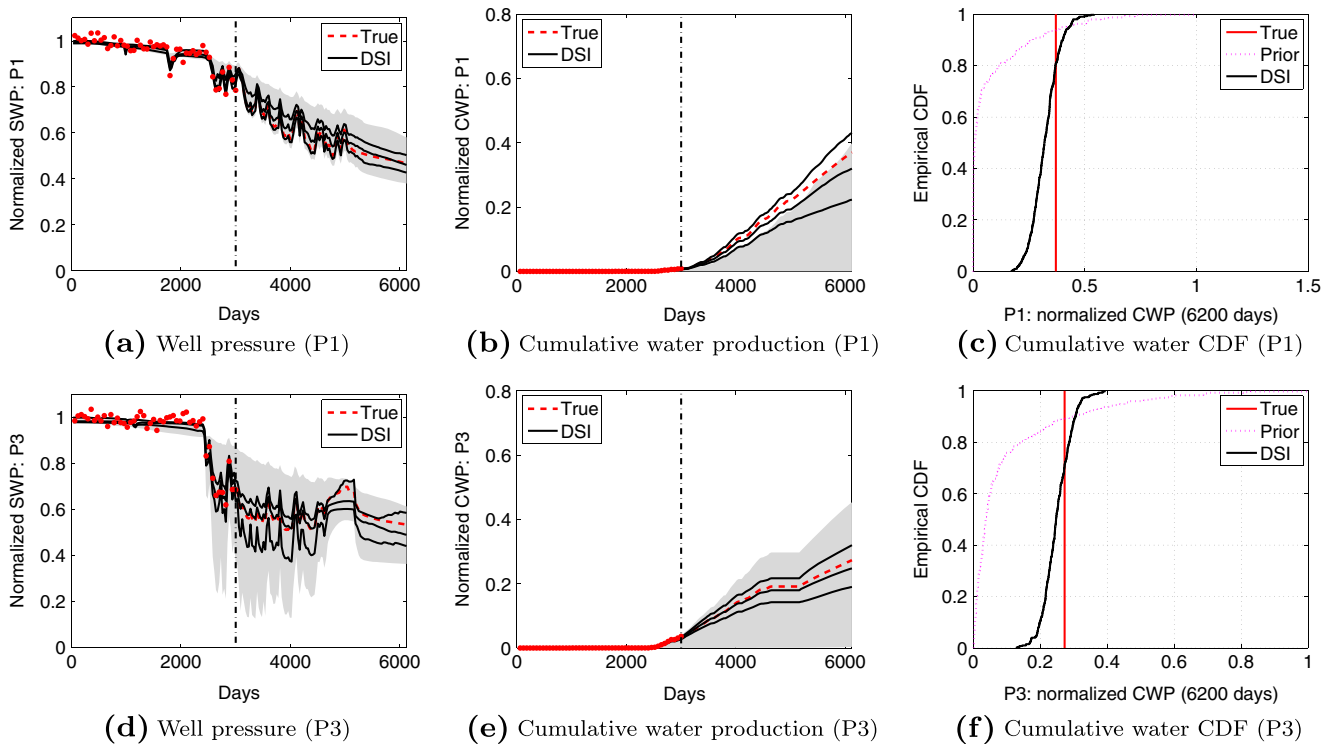 Normalized SWP: P1
1
0.8
0.6
0.4
0.2
0
0
2000
4000
6000
Days
True
DSI
(a) Well pressure (P1)
Normalized CWP: P1
0.8
0.6
0.4
0.2
0
2000
4000
6000
Days
True
DSI
(b) Cumulative water production (P1)
Empirical CDF
1
0.8
0.6
0.4
0.2
0
0
0.5
1
1.5
P1: normalized CWP (6200 days)
True
Prior
DSI
(c) Cumulative water CDF (P1)
Normalized SWP: P3
1
0.8
0.6
0.4
0.2
0
0
2000
4000
6000
Days
True
DSI
(d) Well pressure (P3)
Normalized CWP: P3
0.8
0.6
0.4
0.2
0
2000
4000
6000
Days
True
DSI
(e) Cumulative water production (P3)
Empirical CDF
1
0.8
0.6
0.4
0.2
0
0
0.2
0.4
0.6
0.8
1
P3: normalized CWP (6200 days)
True
Prior
DSI
(f) Cumulative water CDF (P3)